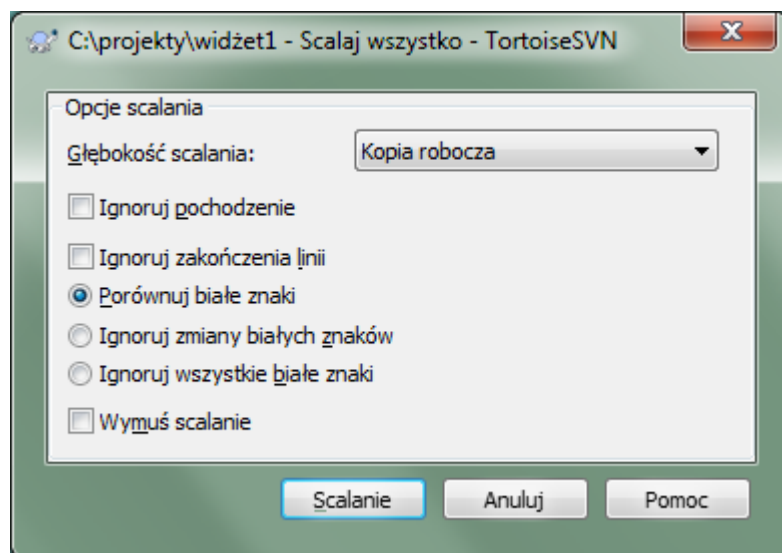 C:\projekty\widżet1 - Scalaj wszystko - TortoiseSVN
Opcje scalania
Głębokość scalania: Kopia robocza
Ignoruj pochodzenie
Ignoruj zakończenia linii
Porównuj białe znaki
Ignoruj zmiany białych znaków
Ignoruj wszystkie białe znaki
Wymuś scalanie
Scalanie Anuluj Pomoc